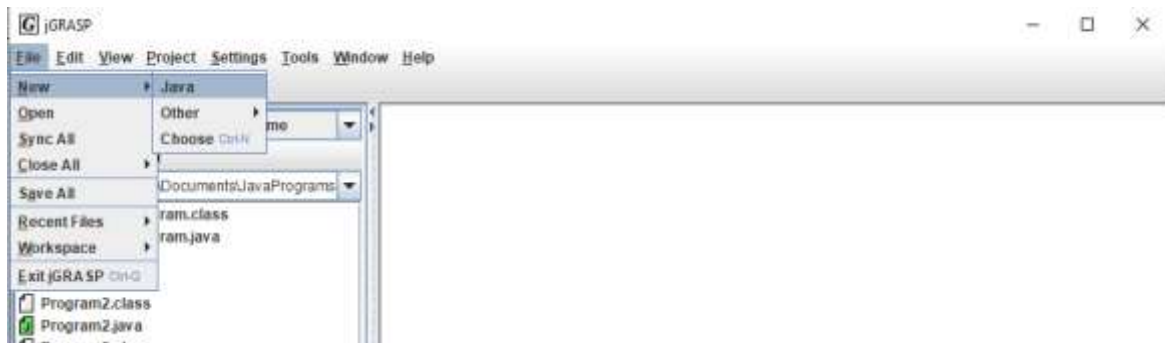 jGRASP
File Edit View Project Settings Tools Window Help
New Java
Open Other
me
Sync All Choose Ctrl-N
Close All
Save All \Documents\JavaPrograms
Recent Files ram.class
Workspace ram.java
Exit jGRASP Ctrl-Q
Program2.class
Program2.java